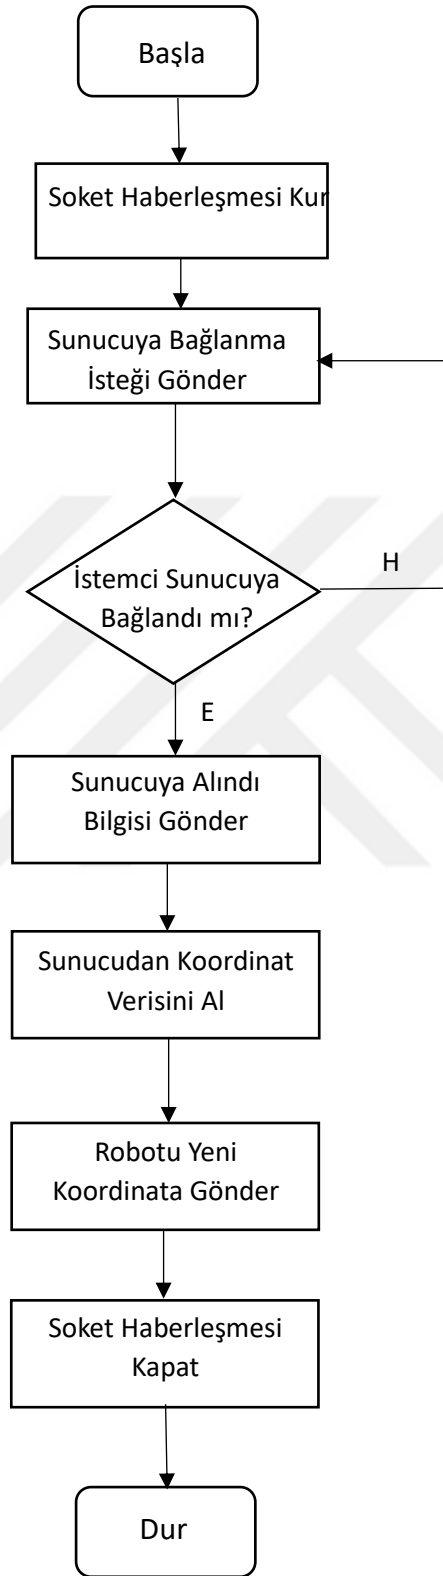 Başla
Soket Haberleşmesi Kur
Sunucuya Bağlanma
İsteği Gönder
İstemci Sunucuya
Bağlandı mı?
H
E
Sunucuya Alındı
Bilgisi Gönder
Sunucudan Koordinat
Verisini Al
Robotu Yeni
Koordinata Gönder
Soket Haberleşmesi
Kapat
Dur